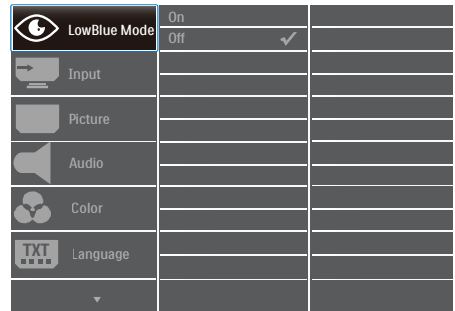 LowBlue Mode
On
Off
Input
Picture
Audio
Color
TXT
Language